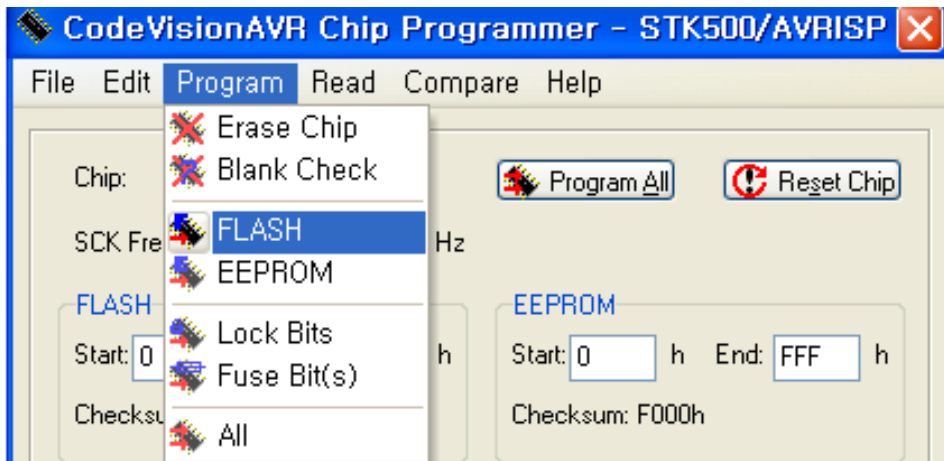 CodeVisionAVR Chip Programmer - STK500/AVRISP
File Edit Program Read Compare Help
Erase Chip
Blank Check
FLASH
EEPROM
Lock Bits
Fuse Bit(s)
All
Chip:
Program All
Reset Chip
SCK Fre
Hz
FLASH
Start: 0
h
Checksu
EEPROM
Start: 0 h End: FFF h
Checksum: F000h